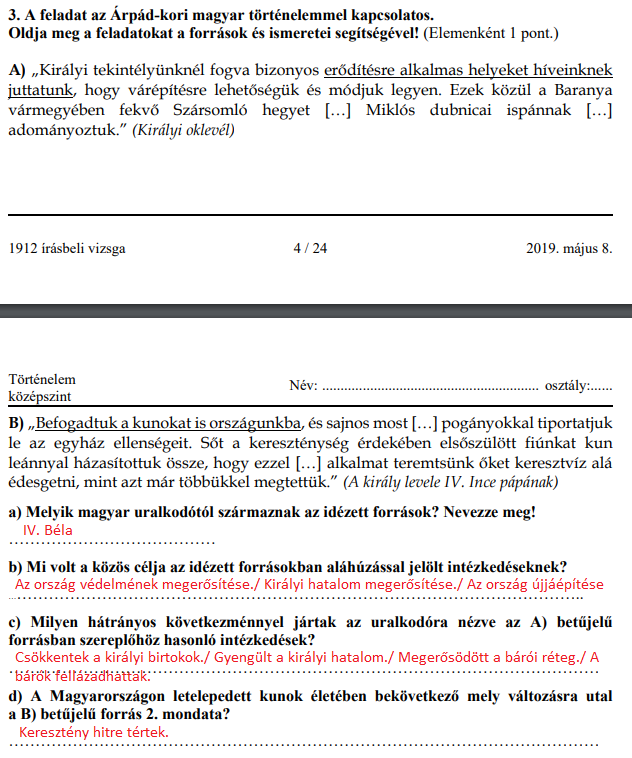 3. A feladat az Árpád-kori magyar történelemmel kapcsolatos.
Oldja meg a feladatokat a források és ismeretei segítségével! (Elemenként 1 pont.)
A) „Királyi tekintélyünknél fogva bizonyos erődítésre alkalmas helyeket híveinknek
juttatunk, hogy várépítésre lehetőségük és módjuk legyen. Ezek közül a Baranya
vármegyében fekvő Szársomló hegyet […] Miklós dubnicai ispánnak […]
adományoztuk.” (Királyi oklevél)
1912 írásbeli vizsga 4 / 24 2019. május 8.
Történelem
középszint
Név: ........................................................... osztály:......
B) „Befogadtuk a kunokat is országunkba, és sajnos most […] pogányokkal tiportatjuk
le az egyház ellenségeit. Sőt a kereszténység érdekében elsőszülött fiúnkat kun
leánnyal házasítottuk össze, hogy ezzel […] alkalmat teremtsünk őket keresztvíz alá
édesgetni, mint azt már többükkel megtettük.” (A király levele IV. Ince pápának)
a) Melyik magyar uralkodótól származnak az idézett források? Nevezze meg!
IV. Béla
b) Mi volt a közös célja az idézett forrásokban aláhúzással jelölt intézkedéseknek?
Az ország védelmének megerősítése./ Királyi hatalom megerősítése./ Az ország újjáépítése
c) Milyen hátrányos következménnyel jártak az uralkodóra nézve az A) betűjelű
forrásban szereplőhöz hasonló intézkedések?
Csökkentek a királyi birtokok./ Gyengült a királyi hatalom./ Megerősödött a bárói réteg./ A
bárók fellázadhattak.
d) A Magyarországon letelepedett kunok életében bekövetkező mely változásra utal
a B) betűjelű forrás 2. mondata?
Keresztény hitre tértek.